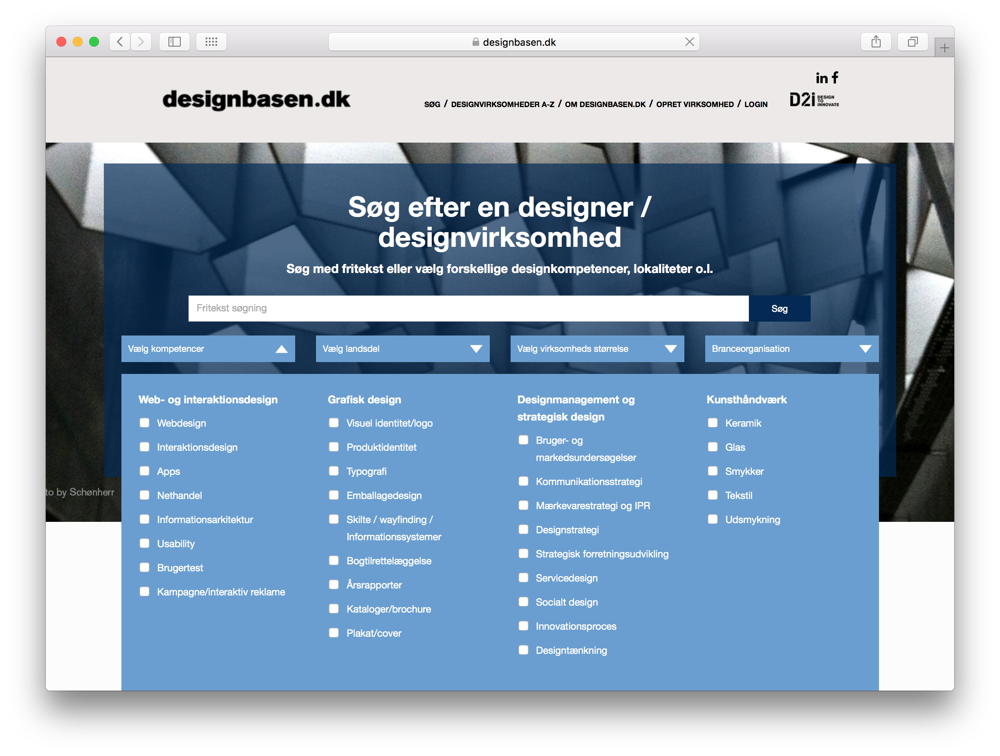 designbasen.dk
in f
designbasen.dk
SØG / DESIGNVIRKSOMHEDER A-Z / OM DESIGNBASEN.DK / OPRET VIRKSOMHED / LOGIN
D2i DESIGN
TO
INNOVATE
Søg efter en designer /
designvirksomhed
Søg med fritekst eller vælg forskellige designkompetencer, lokaliteter o.l.
Fritekst søgning
Søg
Vælg kompetencer
Vælg landsdel
Vælg virksomheds størrelse
Branceorganisation
Web- og interaktionsdesign
Webdesign
Interaktionsdesign
Apps
Nethandel
Informationsarkitektur
Usability
Brugertest
Kampagne/interaktiv reklame
Grafisk design
Visuel identitet/logo
Produktidentitet
Typografi
Emballagedesign
Skilte / wayfinding /
Informationssystemer
Bogtilrettelæggelse
Årsrapporter
Kataloger/brochure
Plakat/cover
Designmanagement og
strategisk design
Bruger- og
markedsundersøgelser
Kommunikationsstrategi
Mærkevarestrategi og IPR
Designstrategi
Strategisk forretningsudvikling
Servicedesign
Socialt design
Innovationsproces
Designtænkning
Kunsthåndværk
Keramik
Glas
Smykker
Tekstil
Udsmykning
to by Schønherr